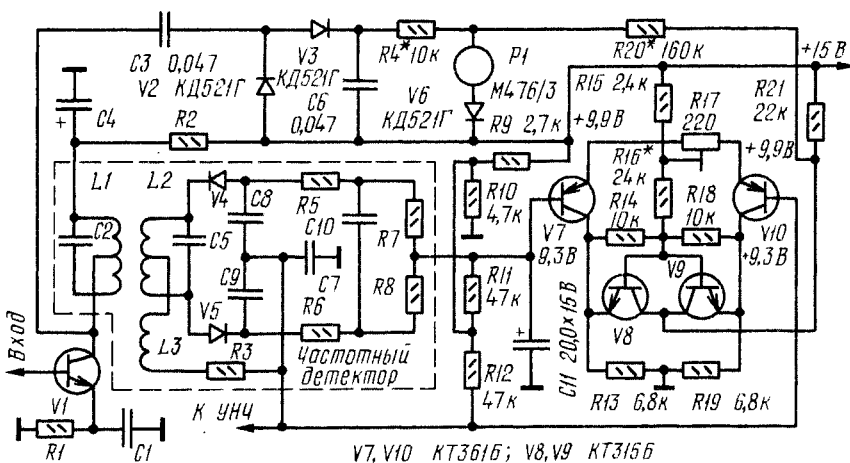 C3 0,047
V2 КД521Г
V3
КД521Г
C6
0,047
R4* 10к
P1
М476/3
V6
КД521Г
R9 2,7к
R20* 160к
+15 В
R15 2,4к
R21
22к
+9,9 В
R17
220
+9,9 В
R16*
24к
R14
10к
R18
10к
C4
R2
L1
L2
V4
C2
C5
C8
R5
C10
R7
R10
4,7к
V7
9,3 В
V9
V10
+9,3 В
C9
C7
R8
R11
47к
V5
R6
V8
L3
R3
Частотный
детектор
C11 20,0×15 В
Вход
V1
R12
47к
R13 6,8к
R19 6,8к
К УНЧ
R1
C1
V7, V10 КТ361Б; V8, V9 КТ315Б